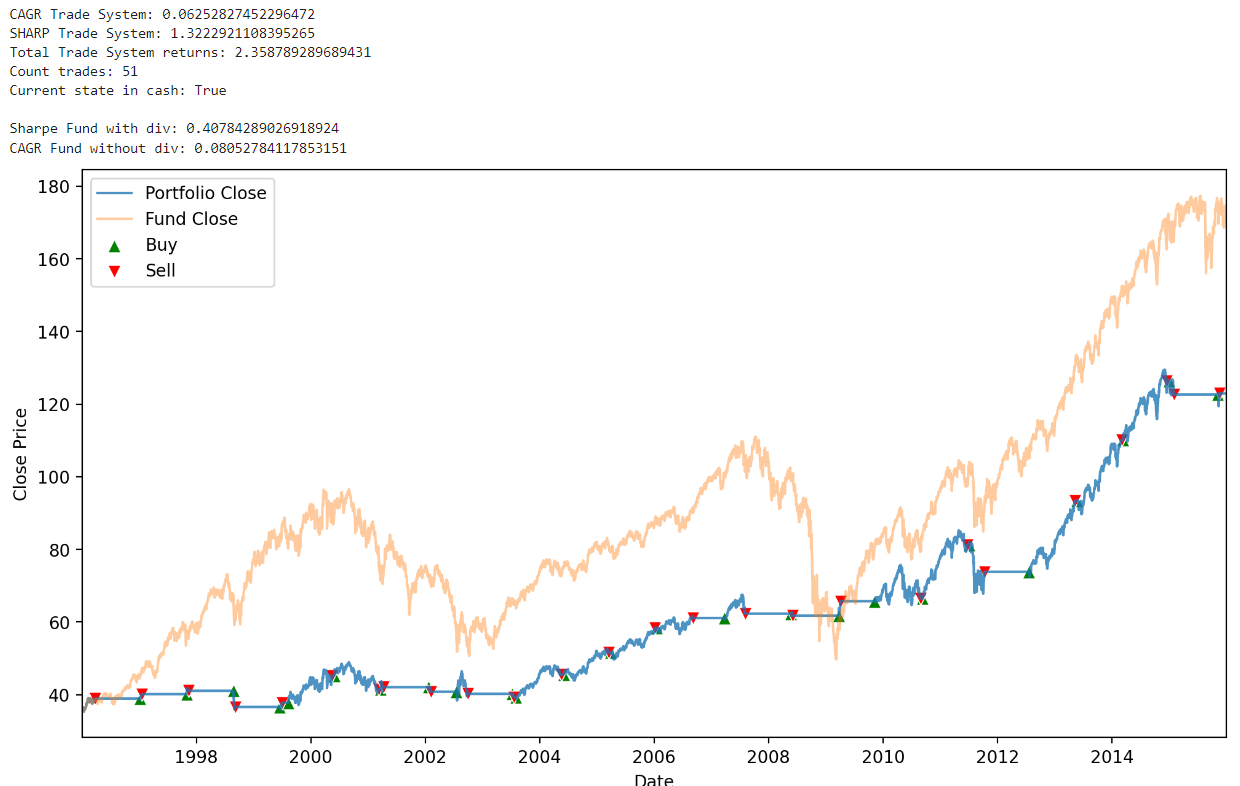 CAGR Trade System: 0.06252827452296472
SHARP Trade System: 1.3222921108395265
Total Trade System returns: 2.358789289689431
Count trades: 51
Current state in cash: True
Sharpe Fund with div: 0.40784289026918924
CAGR Fund without div: 0.08052784117853151
Portfolio Close
Fund Close
Buy
Sell
180
160
140
120
100
80
60
40
Close Price
1998 2000 2002 2004 2006 2008 2010 2012 2014
Date